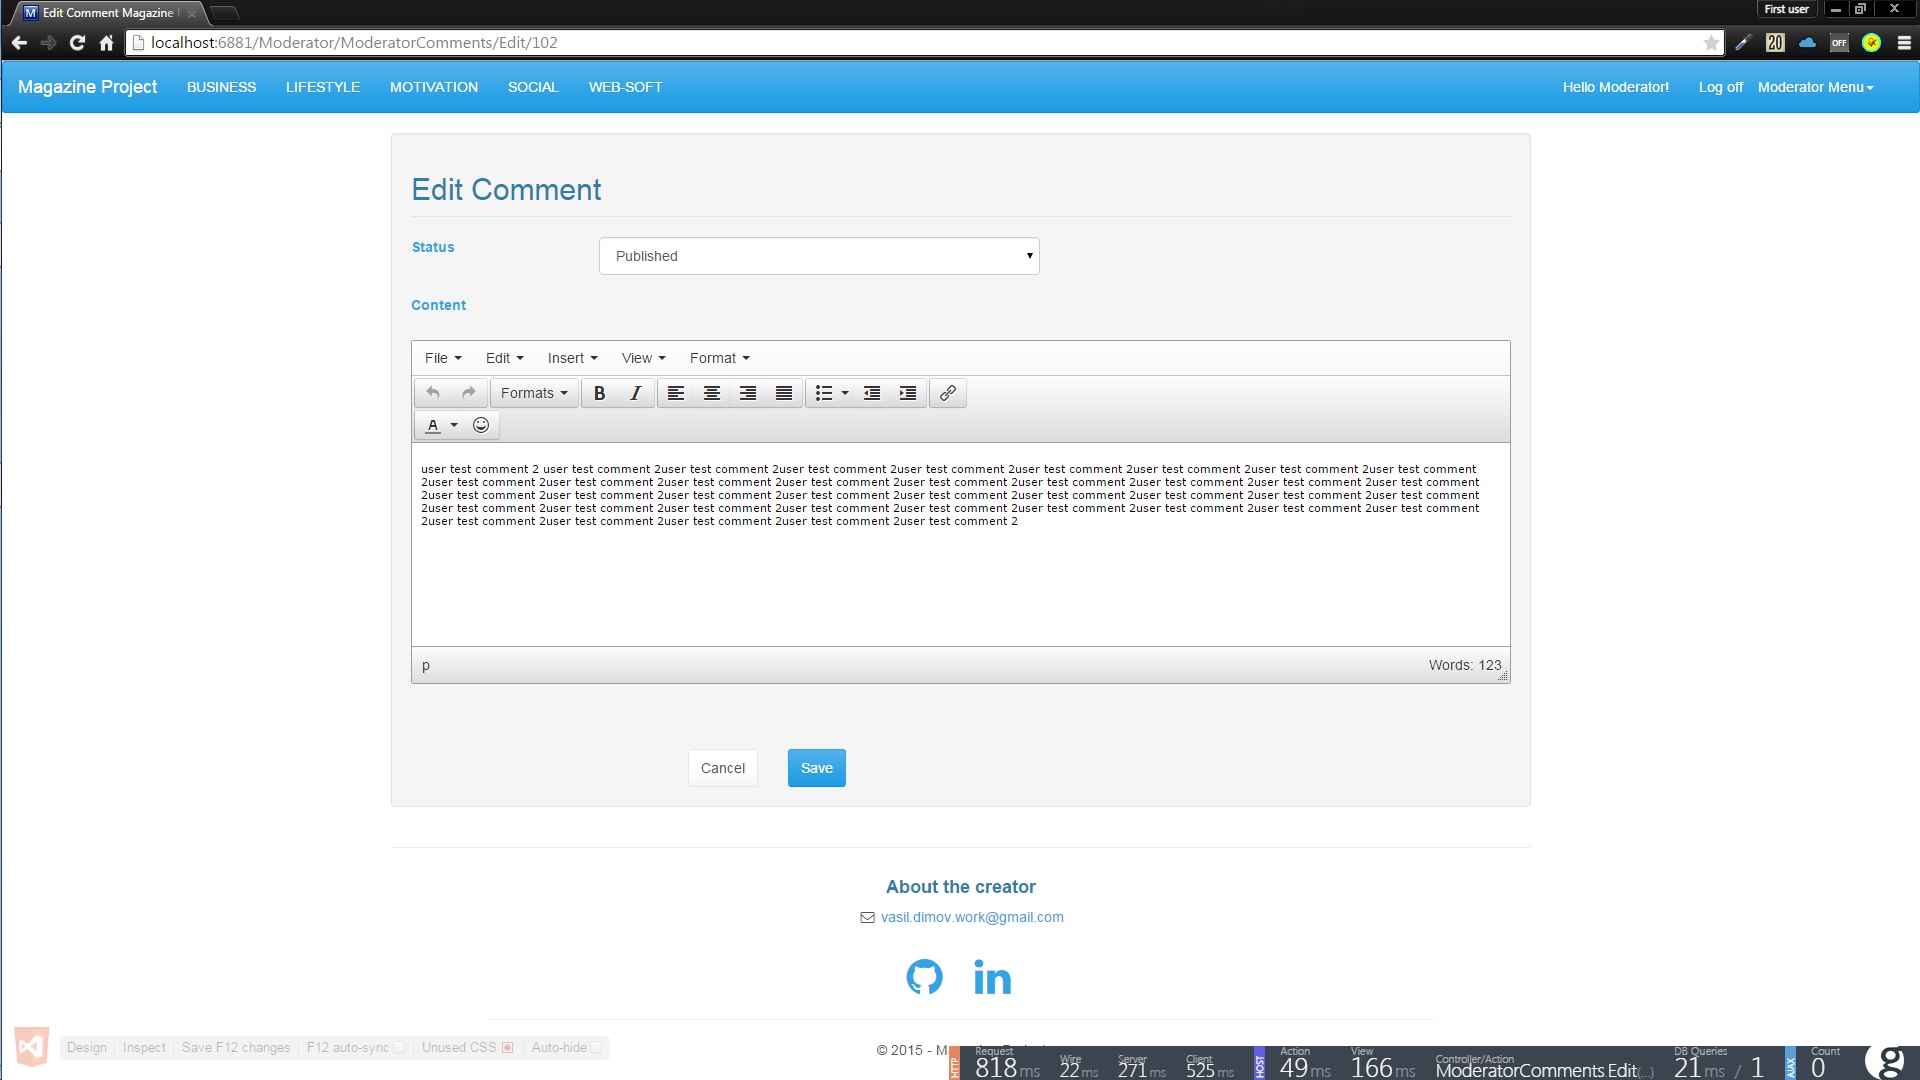 Edit Comment Magazine
First user
localhost:6881/Moderator/ModeratorComments/Edit/102
20
OFF
Magazine Project BUSINESS LIFESTYLE MOTIVATION SOCIAL WEB-SOFT Hello Moderator! Log off Moderator Menu
Edit Comment
Status
Published
Content
File Edit Insert View Format
Formats B I
A
user test comment 2 user test comment 2user test comment 2user test comment 2user test comment 2user test comment 2user test comment 2user test comment 2user test comment
2user test comment 2user test comment 2user test comment 2user test comment 2user test comment 2user test comment 2user test comment 2user test comment 2user test comment
2user test comment 2user test comment 2user test comment 2user test comment 2user test comment 2user test comment 2user test comment 2user test comment 2user test comment
2user test comment 2user test comment 2user test comment 2user test comment 2user test comment 2user test comment 2user test comment 2user test comment 2user test comment
2user test comment 2user test comment 2user test comment 2user test comment 2user test comment 2
p Words: 123
Cancel Save
About the creator
vasil.dimov.work@gmail.com
in
Design Inspect Save F12 changes F12 auto-sync Unused CSS Auto-hide
© 2015 -
HTTP Request 818 ms Wire 22 ms Server 271 ms Client 525 ms
HOST Action 49 ms View 166 ms Controller/Action ModeratorComments Edit(...) DB Queries 21 ms / 1
AJAX Count 0
g